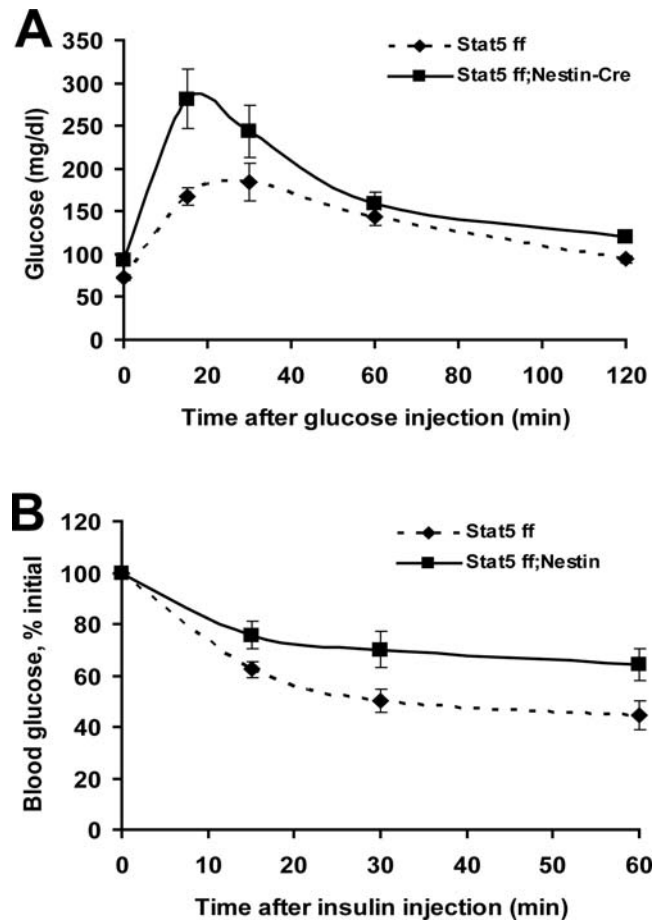 A
Stat5 ff
Stat5 ff;Nestin-Cre
Glucose (mg/dl)
350
300
250
200
150
100
50
0
0 20 40 60 80 100 120
Time after glucose injection (min)
B
Stat5 ff
Stat5 ff;Nestin
Blood glucose, % initial
120
100
80
60
40
20
0
0 10 20 30 40 50 60
Time after insulin injection (min)